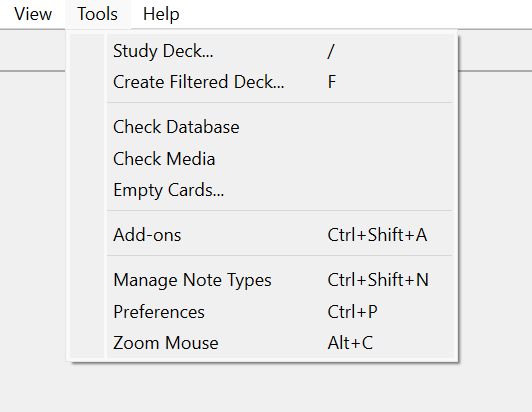 View Tools Help
Study Deck... /
Create Filtered Deck... F
Check Database
Check Media
Empty Cards...
Add-ons Ctrl+Shift+A
Manage Note Types Ctrl+Shift+N
Preferences Ctrl+P
Zoom Mouse Alt+C